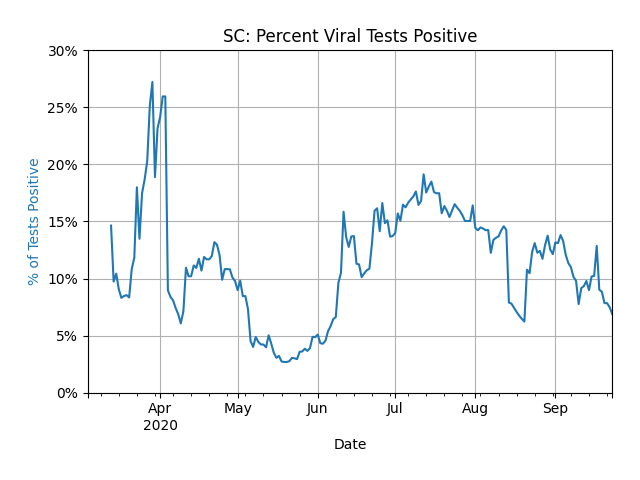 SC: Percent Viral Tests Positive
30%
25%
20%
15%
10%
5%
0%
% of Tests Positive
Apr May Jun Jul Aug Sep
2020
Date